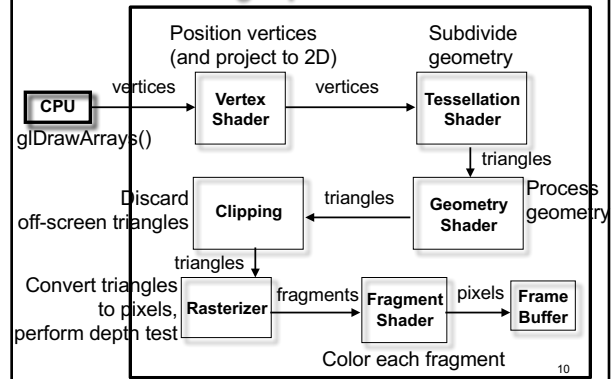 Position vertices
(and project to 2D)
Subdivide
geometry
CPU
glDrawArrays()
vertices
Vertex
Shader
vertices
Tessellation
Shader
triangles
Process
geometry
Geometry
Shader
triangles
Clipping
Discard
off-screen triangles
triangles
Convert triangles
to pixels,
perform depth test
Rasterizer
fragments
Fragment
Shader
Color each fragment
pixels
Frame
Buffer
10